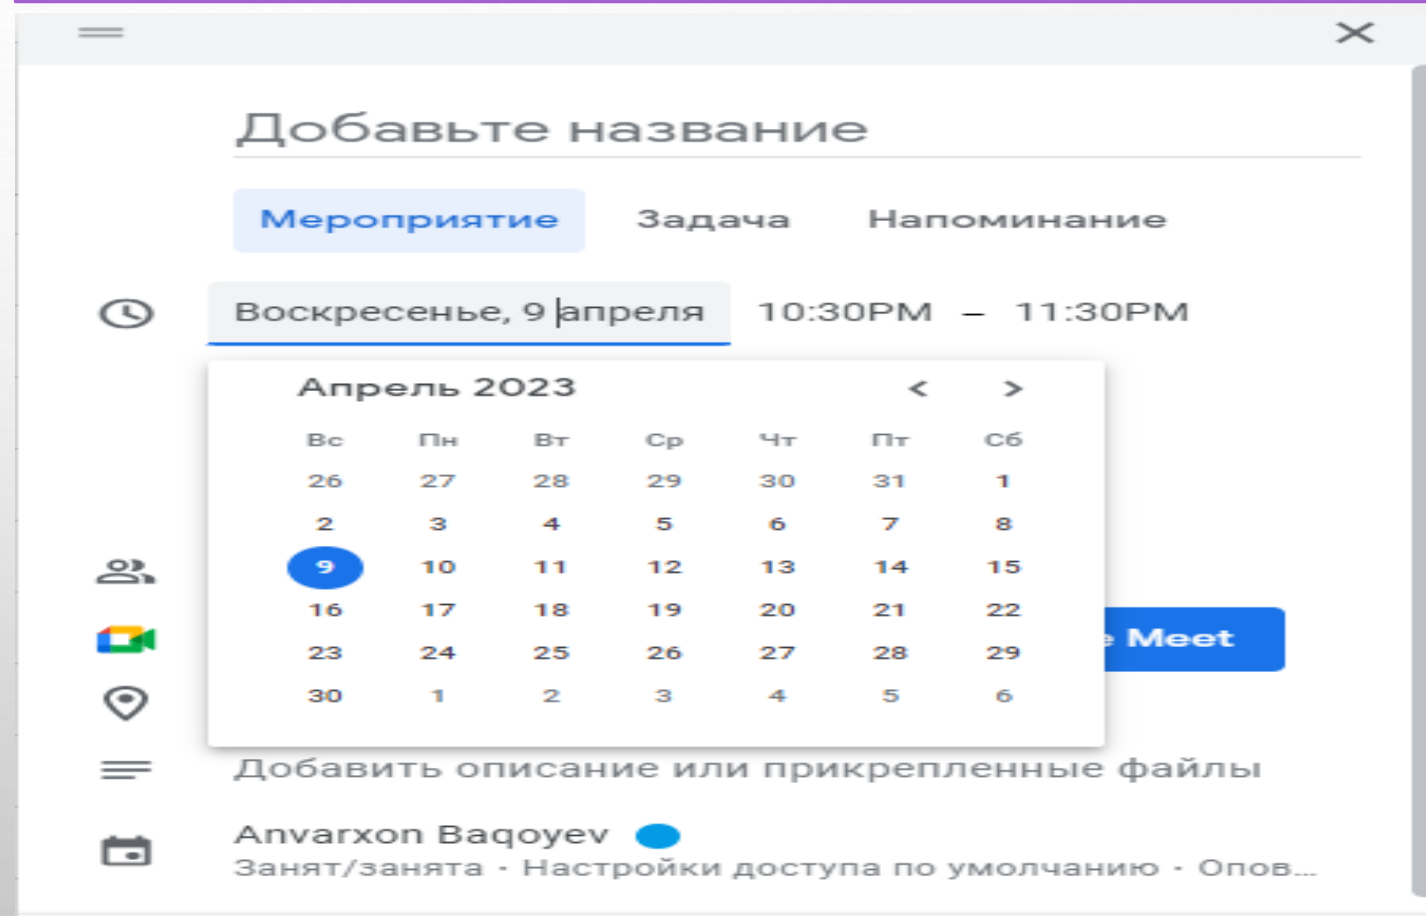 Добавьте название
Мероприятие Задача Напоминание
Воскресенье, 9 апреля 10:30PM – 11:30PM
Апрель 2023 < >
Вс Пн Вт Ср Чт Пт Сб
26 27 28 29 30 31 1
2 3 4 5 6 7 8
9 10 11 12 13 14 15
16 17 18 19 20 21 22
23 24 25 26 27 28 29
30 1 2 3 4 5 6
Meet
Добавить описание или прикрепленные файлы
Anvarxon Baqoyev
Занят/занята · Настройки доступа по умолчанию · Опов...